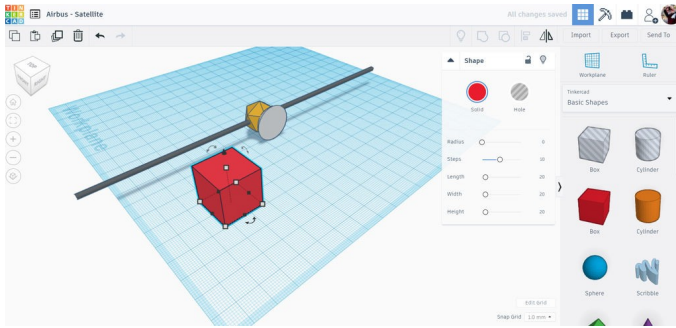 TIN
KER
CAD
Airbus - Satellite
All changes saved
Import
Export
Send To
TOP
Workplane
Shape
Solid
Hole
Radius 0
Steps 10
Length 20
Width 20
Height 20
Edit Grid
Snap Grid 1.0 mm
Workplane
Ruler
Tinkercad
Basic Shapes
Box
Cylinder
Box
Cylinder
Sphere
Scribble